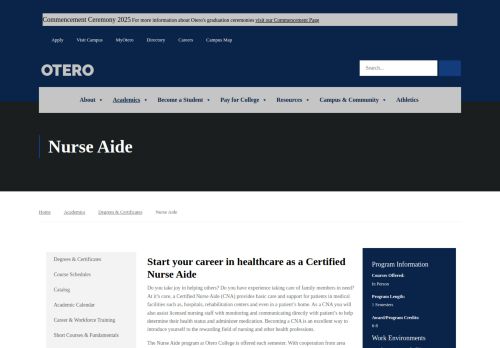 Commencement Ceremony 2025 For more information about Otero's graduation ceremonies visit our Commencement Page
Apply Visit Campus MyOtero Directory Careers Campus Map
OTERO
Search...
About Academics Become a Student Pay for College Resources Campus & Community Athletics
Nurse Aide
Home Academics Degrees & Certificates Nurse Aide
Degrees & Certificates
Course Schedules
Catalog
Academic Calendar
Career & Workforce Training
Short Courses & Fundamentals
Start your career in healthcare as a Certified
Nurse Aide
Do you take joy in helping others? Do you have experience taking care of family members in need?
At it's core, a Certified Nurse Aide (CNA) provides basic care and support for patients in medical
facilities such as, hospitals, rehabilitation centers and even in a patient's home. As a CNA you will
also assist licensed nursing staff with monitoring and communicating directly with patient's to help
determine their health status and administer medication. Becoming a CNA is an excellent way to
introduce yourself to the rewarding field of nursing and other health professions.
The Nurse Aide program at Otero College is offered each semester. With cooperation from area
Program Information
Courses Offered:
In Person
Program Length:
1 Semesters
Award/Program Credits:
6-8
Work Environments